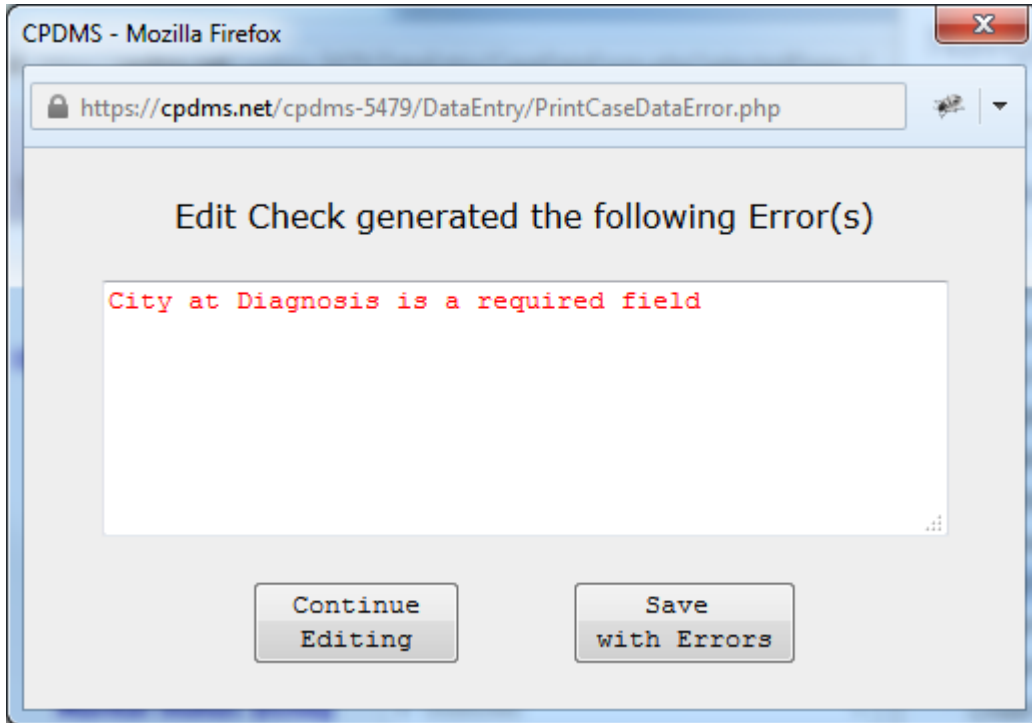 CPDMS - Mozilla Firefox
https://cpdms.net/cpdms-5479/DataEntry/PrintCaseDataError.php
Edit Check generated the following Error(s)
City at Diagnosis is a required field
Continue
Editing
Save
with Errors